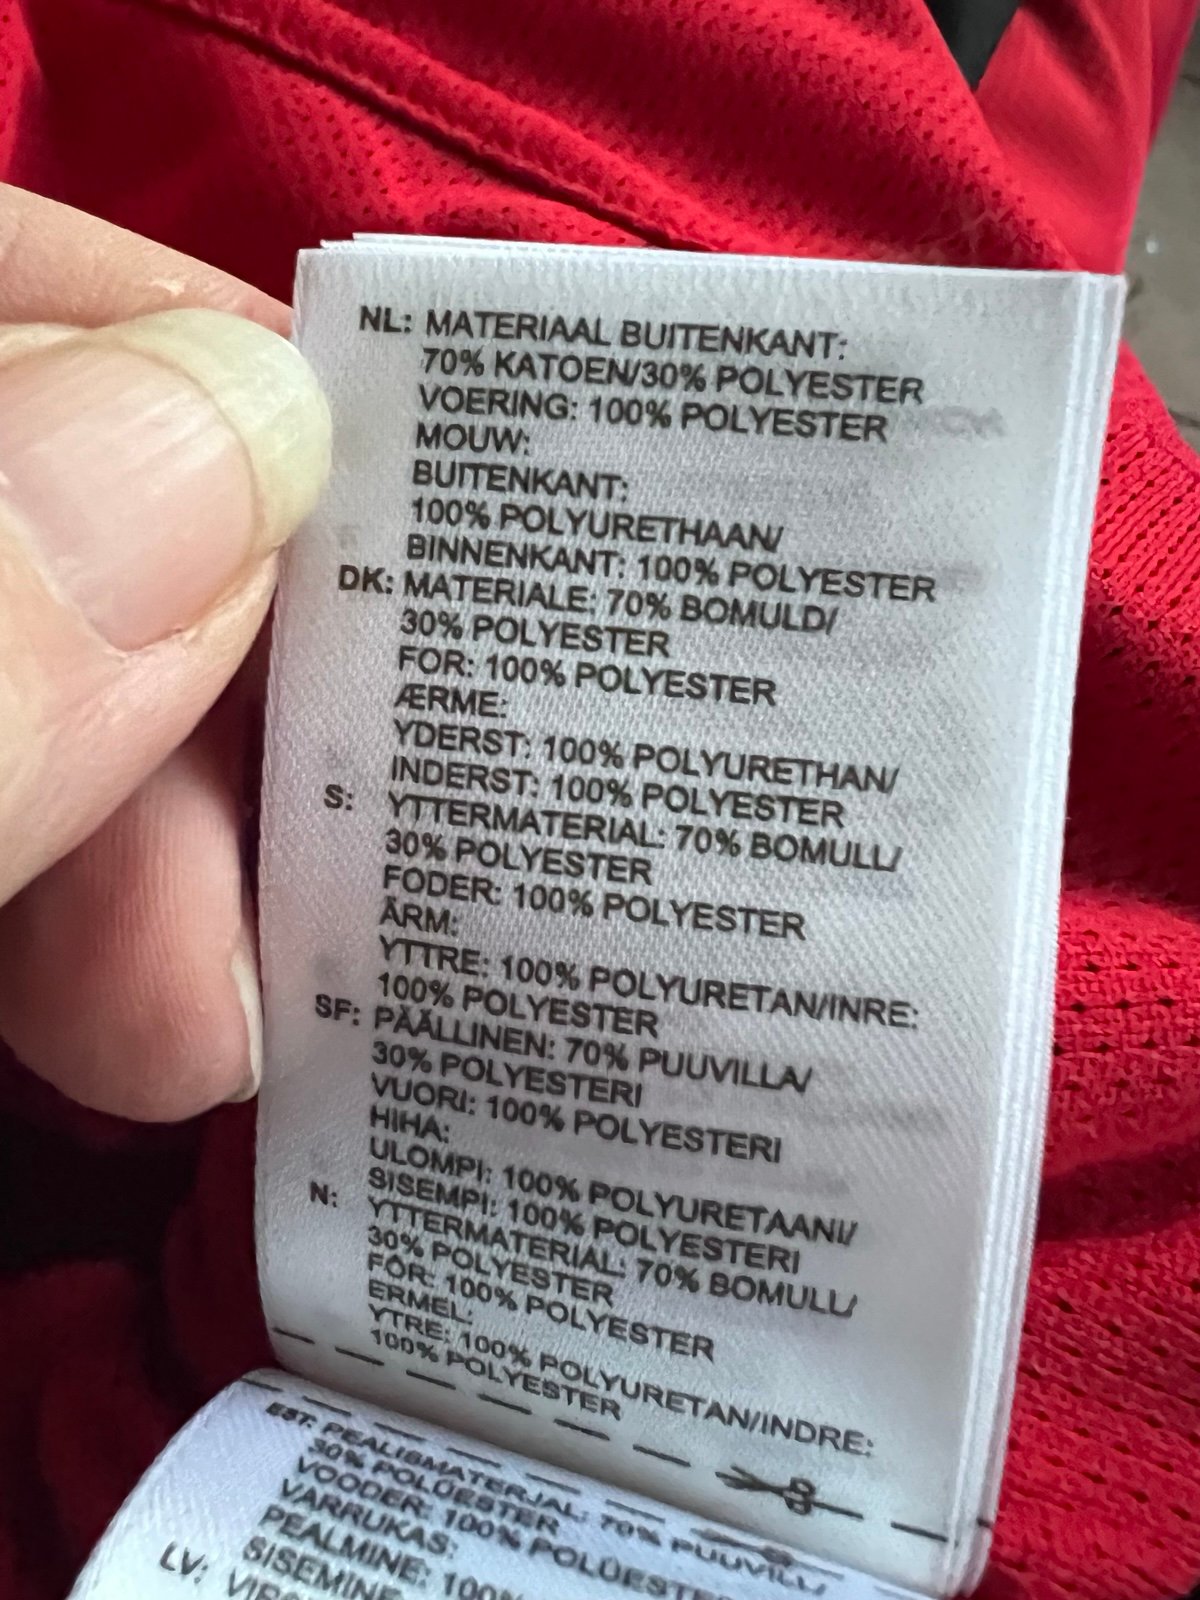 NL: MATERIAAL BUITENKANT:
70% KATOEN/30% POLYESTER
VOERING: 100% POLYESTER
MOUW:
BUITENKANT:
100% POLYURETHAAN/
BINNENKANT: 100% POLYESTER
DK: MATERIALE: 70% BOMULD/
30% POLYESTER
FOR: 100% POLYESTER
ÆRME:
YDERST: 100% POLYURETHAN/
INDERST: 100% POLYESTER
S: YTTERMATERIAL: 70% BOMULL/
30% POLYESTER
FODER: 100% POLYESTER
ÄRM:
YTTRE: 100% POLYURETAN/INRE:
100% POLYESTER
SF: PÄÄLLINEN: 70% PUUVILLA/
30% POLYESTERI
VUORI: 100% POLYESTERI
HIHA:
ULOMPI: 100% POLYURETAANI/
SISEMPI: 100% POLYESTERI
N: YTTERMATERIAL: 70% BOMULL/
30% POLYESTER
FÔR: 100% POLYESTER
ERMEL:
YTRE: 100% POLYURETAN/INDRE:
100% POLYESTER
EST: PEALISMATERJAL: 70% PUUVILL/
30% POLÜESTER
VOODER: 100%
VARRUKAS:
PEALMINE: 100%
SISEMINE:
LV: